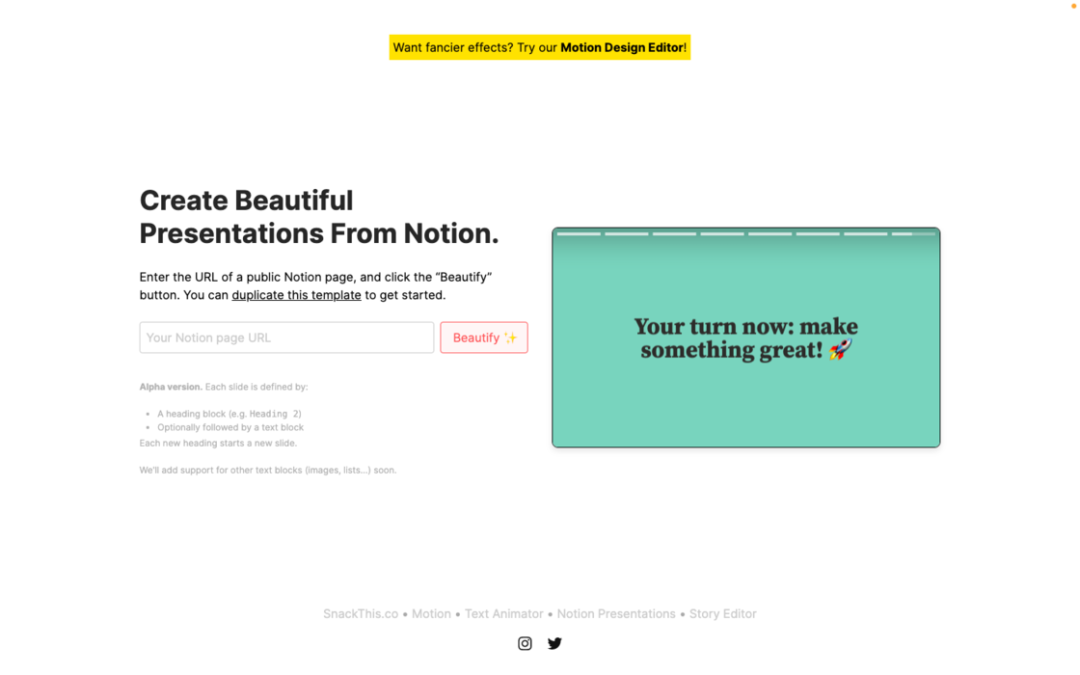 Want fancier effects? Try our Motion Design Editor!
Create Beautiful
Presentations From Notion.
Enter the URL of a public Notion page, and click the “Beautify”
button. You can duplicate this template to get started.
Your Notion page URL
Beautify ✨
Alpha version. Each slide is defined by:
• A heading block (e.g. Heading 2)
• Optionally followed by a text block
Each new heading starts a new slide.
We'll add support for other text blocks (images, lists...) soon.
Your turn now: make
something great! 🚀
SnackThis.co • Motion • Text Animator • Notion Presentations • Story Editor